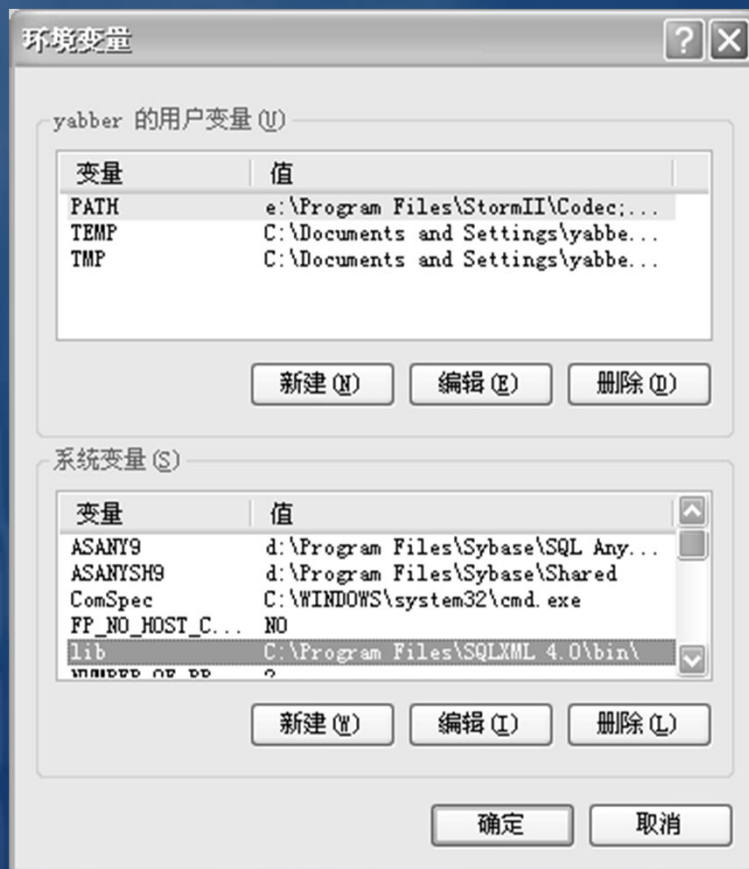 环境变量
yabber 的用户变量(U)
变量 值
PATH e:\Program Files\StormII\Codec;...
TEMP C:\Documents and Settings\yabbe...
TMP C:\Documents and Settings\yabbe...
新建(N) 编辑(E) 删除(D)
系统变量(S)
变量 值
ASANY9 d:\Program Files\Sybase\SQL Any...
ASANYSH9 d:\Program Files\Sybase\Shared
ComSpec C:\WINDOWS\system32\cmd.exe
FP_NO_HOST_C... NO
lib C:\Program Files\SQLXML 4.0\bin\
新建(W) 编辑(I) 删除(L)
确定 取消